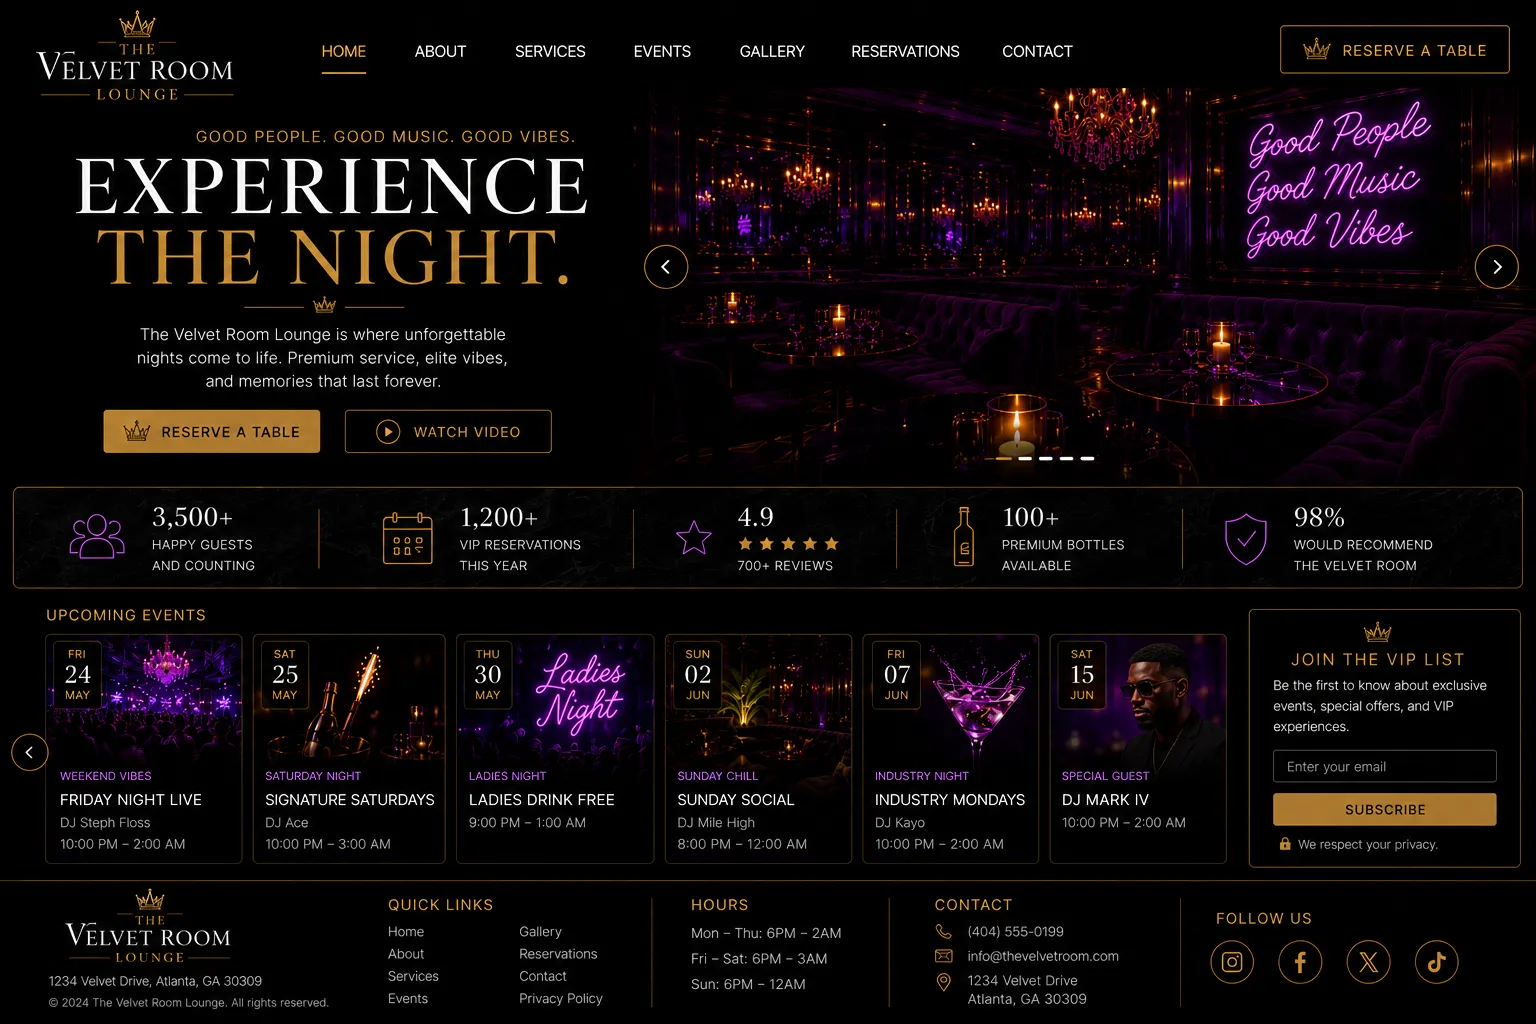 THE
VELVET ROOM
LOUNGE
HOME
ABOUT
SERVICES
EVENTS
GALLERY
RESERVATIONS
CONTACT
RESERVE A TABLE
GOOD PEOPLE. GOOD MUSIC. GOOD VIBES.
EXPERIENCE
THE NIGHT.
The Velvet Room Lounge is where unforgettable
nights come to life. Premium service, elite vibes,
and memories that last forever.
RESERVE A TABLE
WATCH VIDEO
Good People
Good Music
Good Vibes
3,500+
HAPPY GUESTS
AND COUNTING
1,200+
VIP RESERVATIONS
THIS YEAR
4.9
700+ REVIEWS
100+
PREMIUM BOTTLES
AVAILABLE
98%
WOULD RECOMMEND
THE VELVET ROOM
UPCOMING EVENTS
FRI
24
MAY
WEEKEND VIBES
FRIDAY NIGHT LIVE
DJ Steph Floss
10:00 PM – 2:00 AM
SAT
25
MAY
SATURDAY NIGHT
SIGNATURE SATURDAYS
DJ Ace
10:00 PM – 3:00 AM
THU
30
MAY
Ladies
Night
LADIES NIGHT
LADIES DRINK FREE
9:00 PM – 1:00 AM
SUN
02
JUN
SUNDAY CHILL
SUNDAY SOCIAL
DJ Mile High
8:00 PM – 12:00 AM
FRI
07
JUN
INDUSTRY NIGHT
INDUSTRY MONDAYS
DJ Kayo
10:00 PM – 2:00 AM
SAT
15
JUN
SPECIAL GUEST
DJ MARK IV
10:00 PM – 2:00 AM
JOIN THE VIP LIST
Be the first to know about exclusive
events, special offers, and VIP
experiences.
Enter your email
SUBSCRIBE
We respect your privacy.
THE
VELVET ROOM
LOUNGE
1234 Velvet Drive, Atlanta, GA 30309
© 2024 The Velvet Room Lounge. All rights reserved.
QUICK LINKS
Home
About
Services
Events
Gallery
Reservations
Contact
Privacy Policy
HOURS
Mon – Thu: 6PM – 2AM
Fri – Sat: 6PM – 3AM
Sun: 6PM – 12AM
CONTACT
(404) 555-0199
info@thevelvetroom.com
1234 Velvet Drive
Atlanta, GA 30309
FOLLOW US